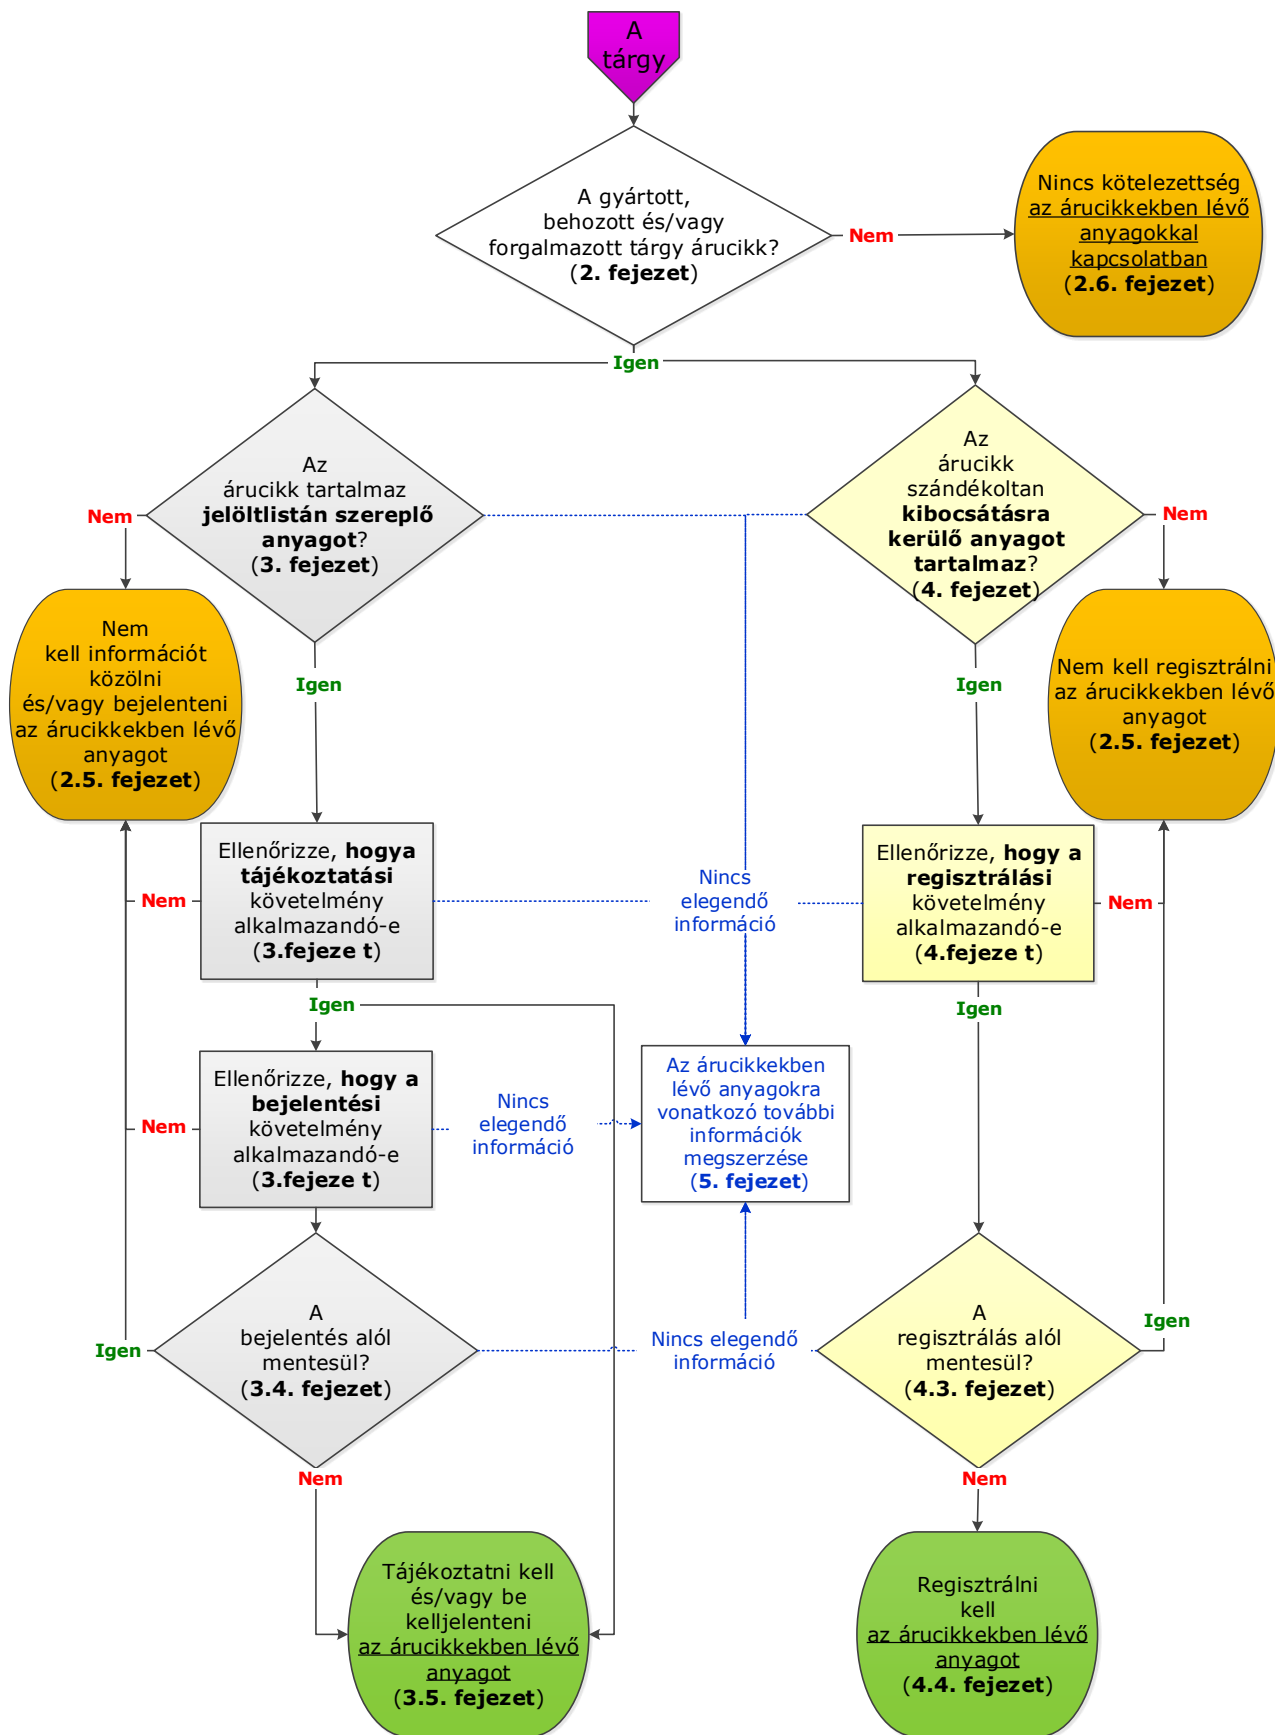 A
tárgy
A gyártott,
behozott és/vagy
forgalmazott tárgy árucikk?
(2. fejezet)
Nem
Nincs kötelezettség
az árucikkekben lévő
anyagokkal
kapcsolatban
(2.6. fejezet)
Igen
Az
árucikk tartalmaz
jelöltlistán szereplő
anyagot?
(3. fejezet)
Nem
Az
árucikk
szándékoltan
kibocsátásra
kerülő anyagot
tartalmaz?
(4. fejezet)
Nem
Nem
kell információt
közölni
és/vagy bejelenteni
az árucikkekben lévő
anyagot
(2.5. fejezet)
Igen
Igen
Nem kell regisztrálni
az árucikkekben lévő
anyagot
(2.5. fejezet)
Ellenőrizze, hogya
tájékoztatási
követelmény
alkalmazandó-e
(3.fejeze t)
Nem
Nincs
elegendő
információ
Ellenőrizze, hogy a
regisztrálási
követelmény
alkalmazandó-e
(4.fejeze t)
Nem
Igen
Igen
Ellenőrizze, hogy a
bejelentési
követelmény
alkalmazandó-e
(3.fejeze t)
Nem
Nincs
elegendő
információ
Az árucikkekben
lévő anyagokra
vonatkozó további
információk
megszerzése
(5. fejezet)
Igen
A
bejelentés alól
mentesül?
(3.4. fejezet)
Nincs elegendő
információ
A
regisztrálás alól
mentesül?
(4.3. fejezet)
Igen
Nem
Nem
Tájékoztatni kell
és/vagy be
kelljelenteni
az árucikkekben lévő
anyagot
(3.5. fejezet)
Regisztrálni
kell
az árucikkekben lévő
anyagot
(4.4. fejezet)